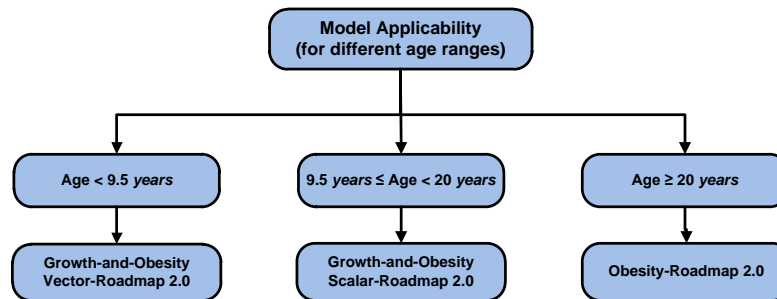 Model Applicability
(for different age ranges)
Age < 9.5 years
9.5 years ≤ Age < 20 years
Age ≥ 20 years
Growth-and-Obesity
Vector-Roadmap 2.0
Growth-and-Obesity
Scalar-Roadmap 2.0
Obesity-Roadmap 2.0